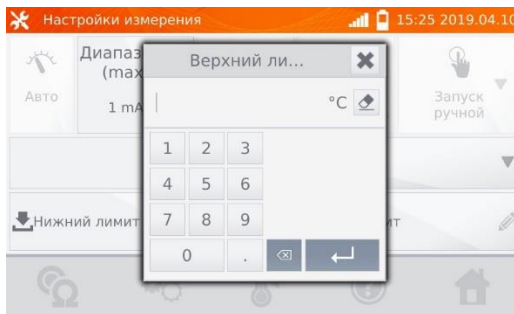 Настройки измерения 15:25 2019.04.10
Диапаз
(max
Авто
1 mA
Верхний ли...
°C
Запуск
ручной
1 2 3
4 5 6
7 8 9
0 .
Нижний лимит
ит